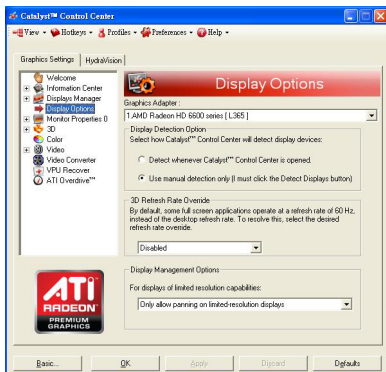 Catalyst™ Control Center
View Hotkeys Profiles Preferences Help
Graphics Settings HydraVision
Welcome
Information Center
Displays Manager
Display Options
Monitor Properties 0
3D
Color
Video
Video Converter
VPU Recover
ATI Overdrive™
Display Options
Graphics Adapter:
1.AMD Radeon HD 6600 series [ L365 ]
Display Detection Option
Select how Catalyst™ Control Center will detect display devices:
Detect whenever Catalyst™ Control Center is opened.
Use manual detection only (I must click the Detect Displays button)
3D Refresh Rate Override
By default, some full screen applications operate at a refresh rate of 60 Hz, 
instead of the desktop refresh rate. To resolve this, select the desired
refresh rate override.
Disabled
Display Management Options
For displays of limited resolution capabilities:
Only allow panning on limited-resolution displays
ATI
RADEON
PREMIUM
GRAPHICS
Basic... OK Apply Discard Defaults